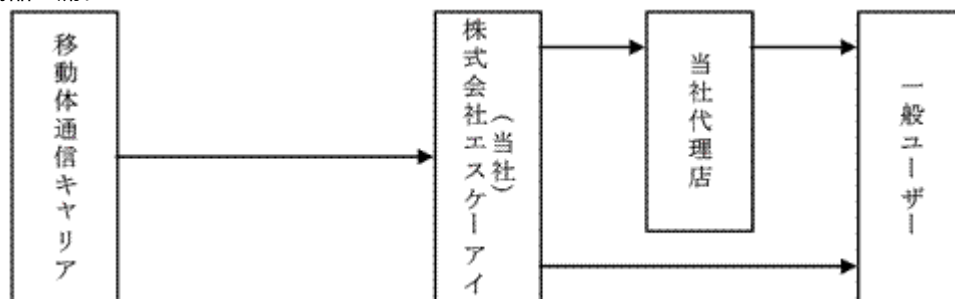 移動体通信キャリア
株式会社エスケーアイ
（当社）
当社代理店
一般ユーザー